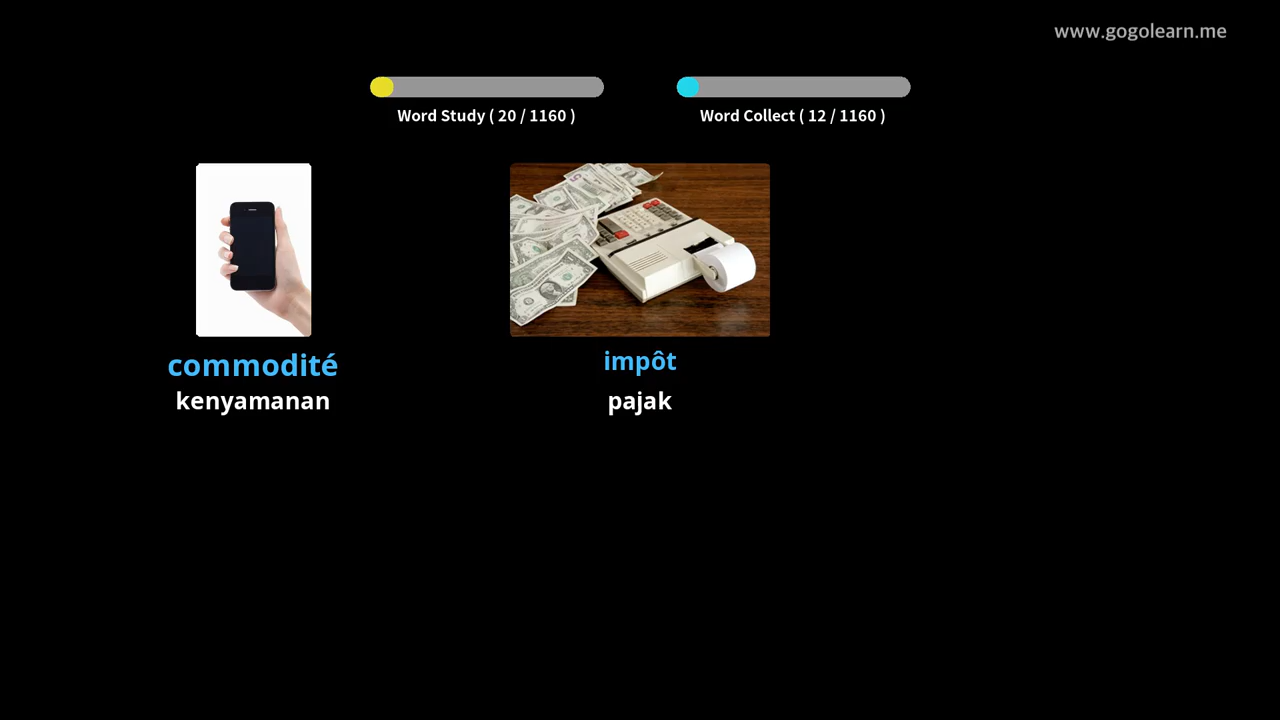 www.gogolearn.me
Word Study ( 20 / 1160 )
Word Collect ( 12 / 1160 )
commodité
kenyamanan
impôt
pajak